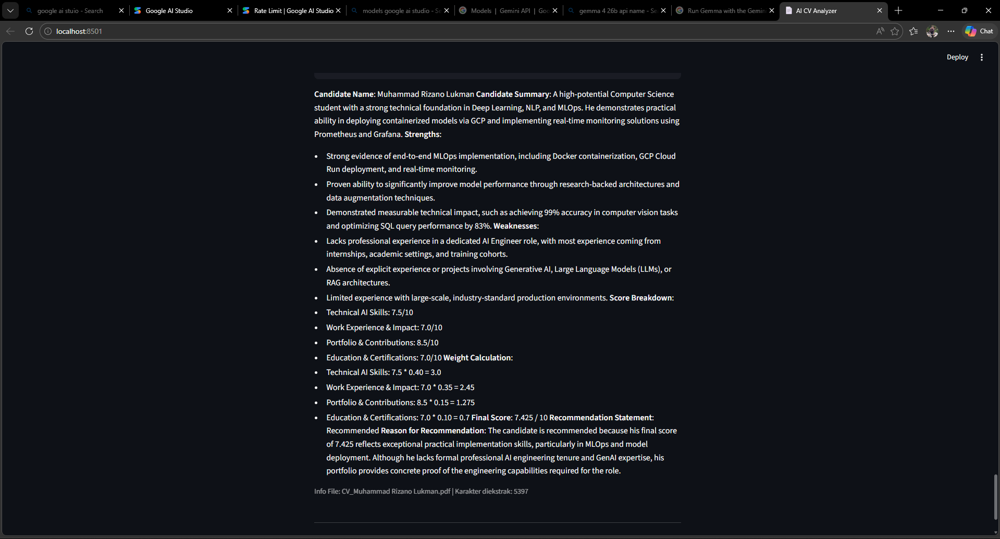 google ai stuio - Search
Google AI Studio
Rate Limit | Google AI Studio
models google ai studio - Se
Models | Gemini API | Goo
gemma 4 26b api name - Se
Run Gemma with the Gemin
AI CV Analyzer
localhost:8501
Chat
Deploy
Candidate Name: Muhammad Rizano Lukman Candidate Summary: A high-potential Computer Science
student with a strong technical foundation in Deep Learning, NLP, and MLOps. He demonstrates practical
ability in deploying containerized models via GCP and implementing real-time monitoring solutions using
Prometheus and Grafana. Strengths:
• Strong evidence of end-to-end MLOps implementation, including Docker containerization, GCP Cloud
Run deployment, and real-time monitoring.
• Proven ability to significantly improve model performance through research-backed architectures and
data augmentation techniques.
• Demonstrated measurable technical impact, such as achieving 99% accuracy in computer vision tasks
and optimizing SQL query performance by 83%. Weaknesses:
• Lacks professional experience in a dedicated AI Engineer role, with most experience coming from
internships, academic settings, and training cohorts.
• Absence of explicit experience or projects involving Generative AI, Large Language Models (LLMs), or
RAG architectures.
• Limited experience with large-scale, industry-standard production environments. Score Breakdown:
• Technical AI Skills: 7.5/10
• Work Experience & Impact: 7.0/10
• Portfolio & Contributions: 8.5/10
• Education & Certifications: 7.0/10 Weight Calculation:
• Technical AI Skills: 7.5 * 0.40 = 3.0
• Work Experience & Impact: 7.0 * 0.35 = 2.45
• Portfolio & Contributions: 8.5 * 0.15 = 1.275
• Education & Certifications: 7.0 * 0.10 = 0.7 Final Score: 7.425 / 10 Recommendation Statement:
Recommended Reason for Recommendation: The candidate is recommended because his final score
of 7.425 reflects exceptional practical implementation skills, particularly in MLOps and model
deployment. Although he lacks formal professional AI engineering tenure and GenAI expertise, his
portfolio provides concrete proof of the engineering capabilities required for the role.
Info File: CV_Muhammad Rizano Lukman.pdf | Karakter diekstrak: 5397